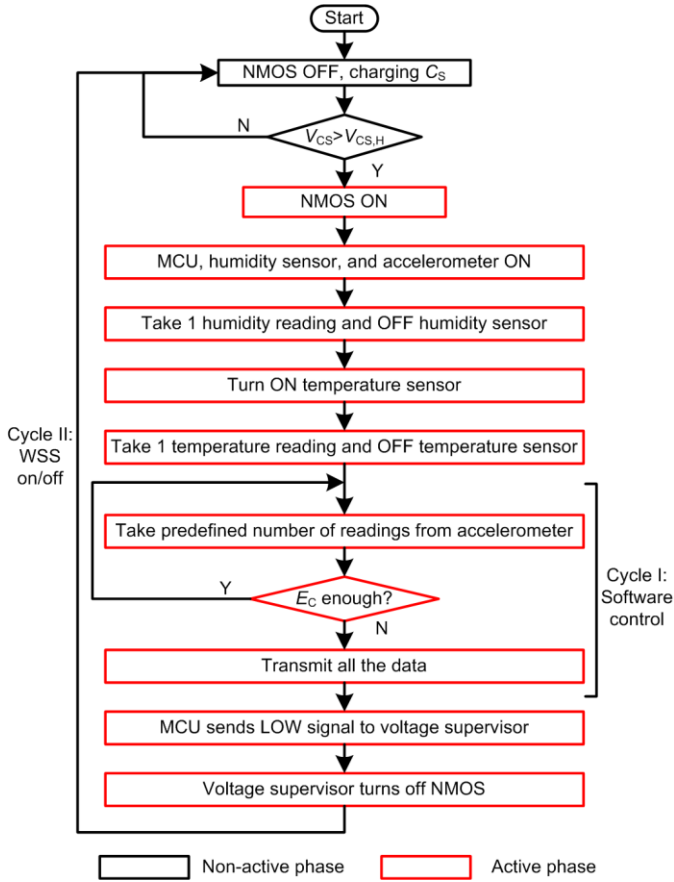 Start
NMOS OFF, charging CS
N
VCS>VCS,H
Y
NMOS ON
MCU, humidity sensor, and accelerometer ON
Take 1 humidity reading and OFF humidity sensor
Turn ON temperature sensor
Cycle II:
WSS
on/off
Take 1 temperature reading and OFF temperature sensor
Take predefined number of readings from accelerometer
Y
EC enough?
N
Cycle I:
Software
control
Transmit all the data
MCU sends LOW signal to voltage supervisor
Voltage supervisor turns off NMOS
Non-active phase
Active phase